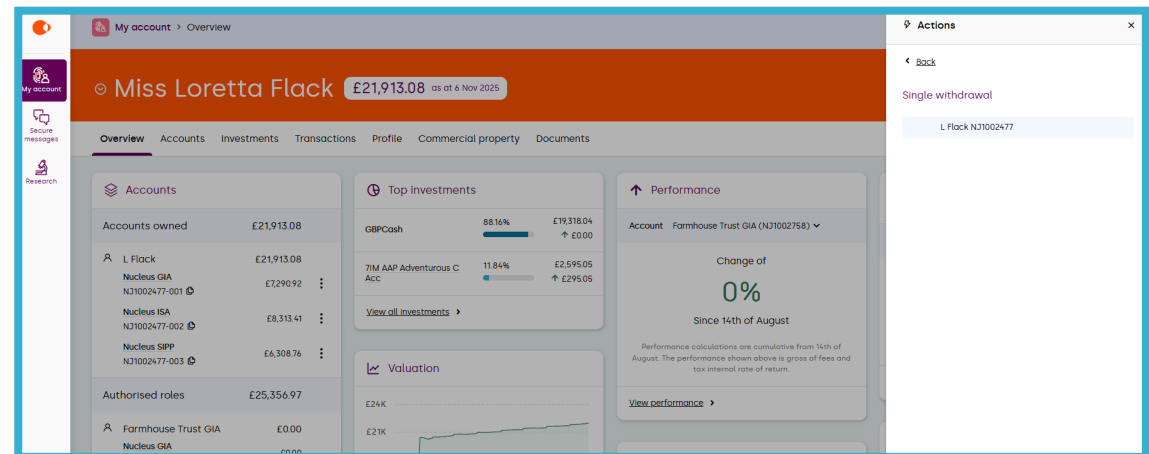 My account > Overview
Actions
Back
Single withdrawal
L Flack NJ1002477
My account
Secure
messages
Research
Miss Loretta Flack £21,913.08 as at 6 Nov 2025
Overview Accounts Investments Transactions Profile Commercial property Documents
Accounts
Accounts owned £21,913.08
L Flack £21,913.08
Nucleus GIA
NJ1002477-001 £7,290.92
Nucleus ISA
NJ1002477-002 £8,313.41
Nucleus SIPP
NJ1002477-003 £6,308.76
Authorised roles £25,356.97
Farmhouse Trust GIA £0.00
Nucleus GIA
£0.00
Top investments
GBPCash 88.16% £19,318.04
£0.00
7IM AAP Adventurous C
Acc 11.84% £2,595.05
£295.05
View all investments >
Valuation
£24K
£21K
Performance
Account Farmhouse Trust GIA (NJ1002758)
Change of
0%
Since 14th of August
Performance calculations are cumulative from 14th of
August. The performance shown above is gross of fees and
tax internal rate of return.
View performance >